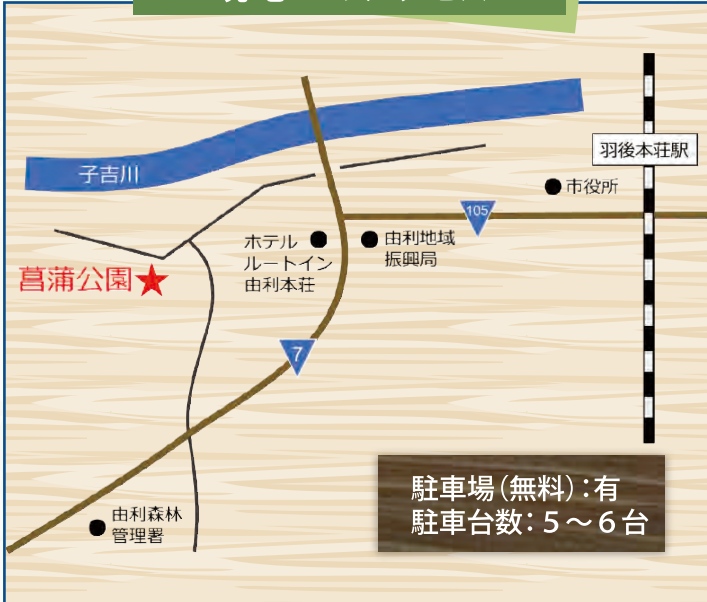 羽後本荘駅
子吉川
市役所
105
ホテル
ルートイン
由利本荘
由利地域
振興局
菖蒲公園
7
駐車場(無料):有
駐車台数:5～6台
由利森林
管理署